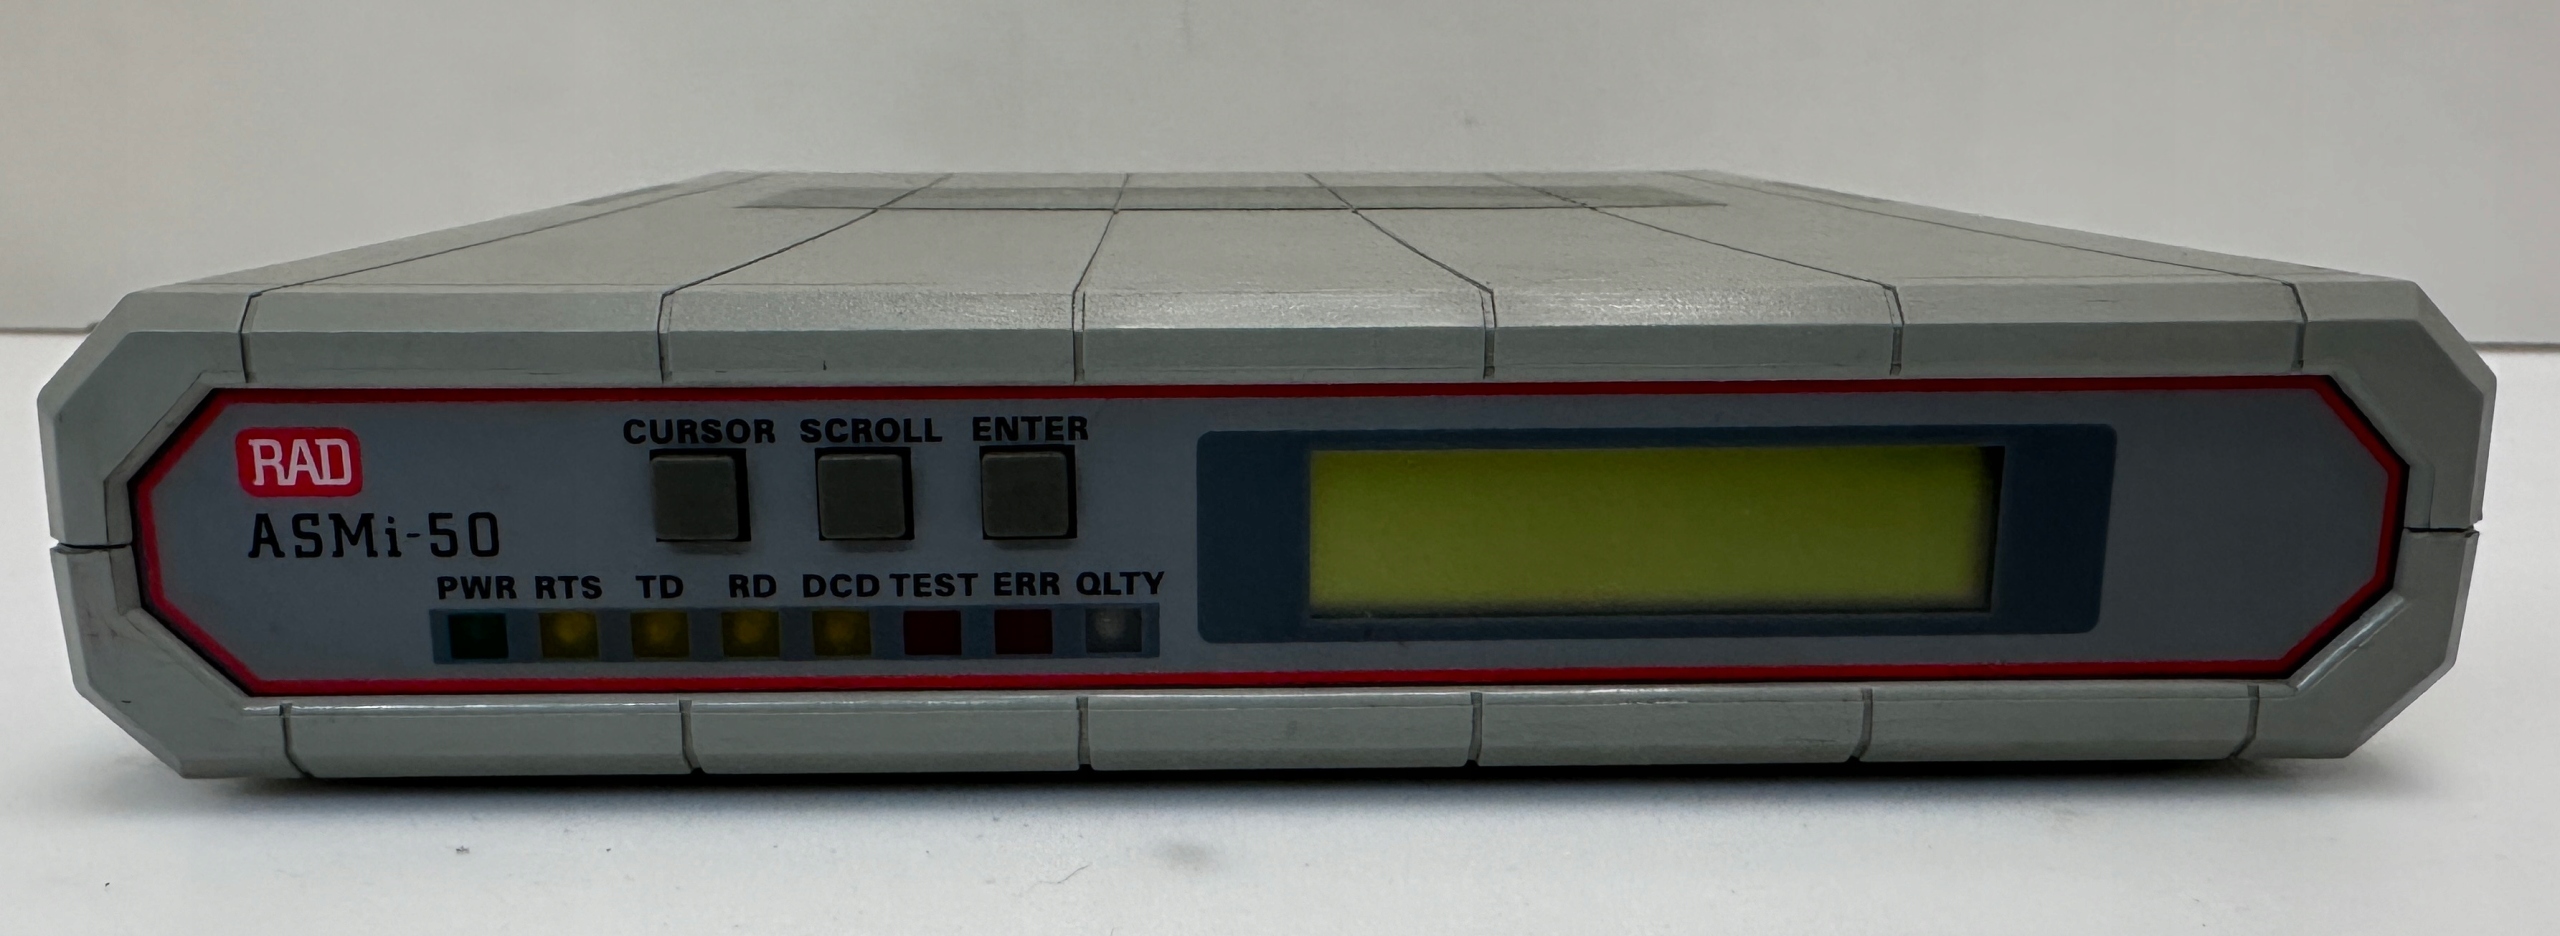 RAD
ASMi-50
CURSOR SCROLL ENTER
PWR RTS TD RD DCD TEST ERR QLTY